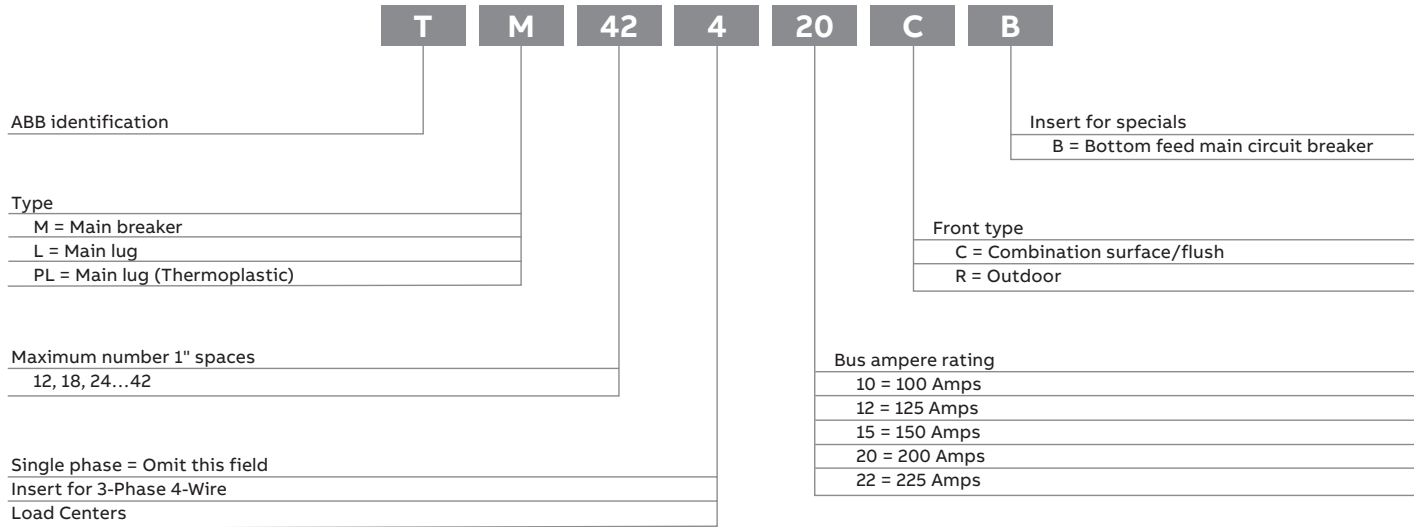 T M 42 4 20 C B
ABB identification
Type
M = Main breaker
L = Main lug
PL = Main lug (Thermoplastic)
Maximum number 1" spaces
12, 18, 24...42
Single phase = Omit this field
Insert for 3-Phase 4-Wire
Load Centers
Insert for specials
B = Bottom feed main circuit breaker
Front type
C = Combination surface/flush
R = Outdoor
Bus ampere rating
10 = 100 Amps
12 = 125 Amps
15 = 150 Amps
20 = 200 Amps
22 = 225 Amps